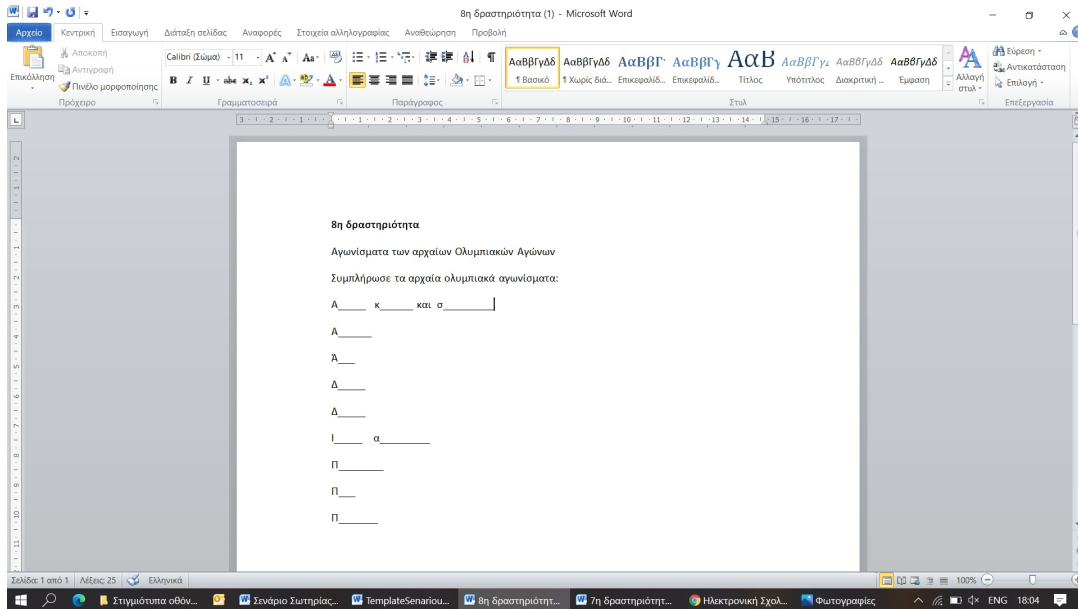 8η δραστηριότητα (1) - Microsoft Word
Αρχείο Κεντρική Εισαγωγή Διάταξη σελίδας Αναφορές Στοιχεία αλληλογραφίας Αναθεώρηση Προβολή
Επικόλληση
Αποκοπή
Αντιγραφή
Πινέλο μορφοποίησης
Calibri (Σώμα) 11
ΑαΒβΓγΔδ ΑαΒβΓγΔδ ΑαΒβΓ ΑαΒβΓγ ΑαΒ ΑαΒβΓγ ΑαΒβΓγΔδ ΑαΒβΓγΔδ
¶ Βασικό ¶ Χωρίς διά... Επικεφαλίδ... Επικεφαλίδ... Τίτλος Υπότιτλος Διακριτική ... Έμφαση
Αλλαγή στυλ
Εύρεση
Αντικατάσταση
Επιλογή
Πρόχειρο Γραμματοσειρά Παράγραφος Στυλ Επεξεργασία
8η δραστηριότητα
Αγωνίσματα των αρχαίων Ολυμπιακών Αγώνων
Συμπλήρωσε τα αρχαία ολυμπιακά αγωνίσματα:
Α_____ κ______ και σ_________
Α______
Ά___
Δ_____
Δ_____
Ι_____ α_________
Π________
Π___
Π_______
Σελίδα: 1 από 1 Λέξεις: 25 Ελληνικά 100%
Στιγμιότυπα οθόν... Σενάριο Σωτηρίας... TemplateSenariou... 8η δραστηριότητ... 7η δραστηριότητ... Ηλεκτρονική Σχολ... Φωτογραφίες ENG 18:04